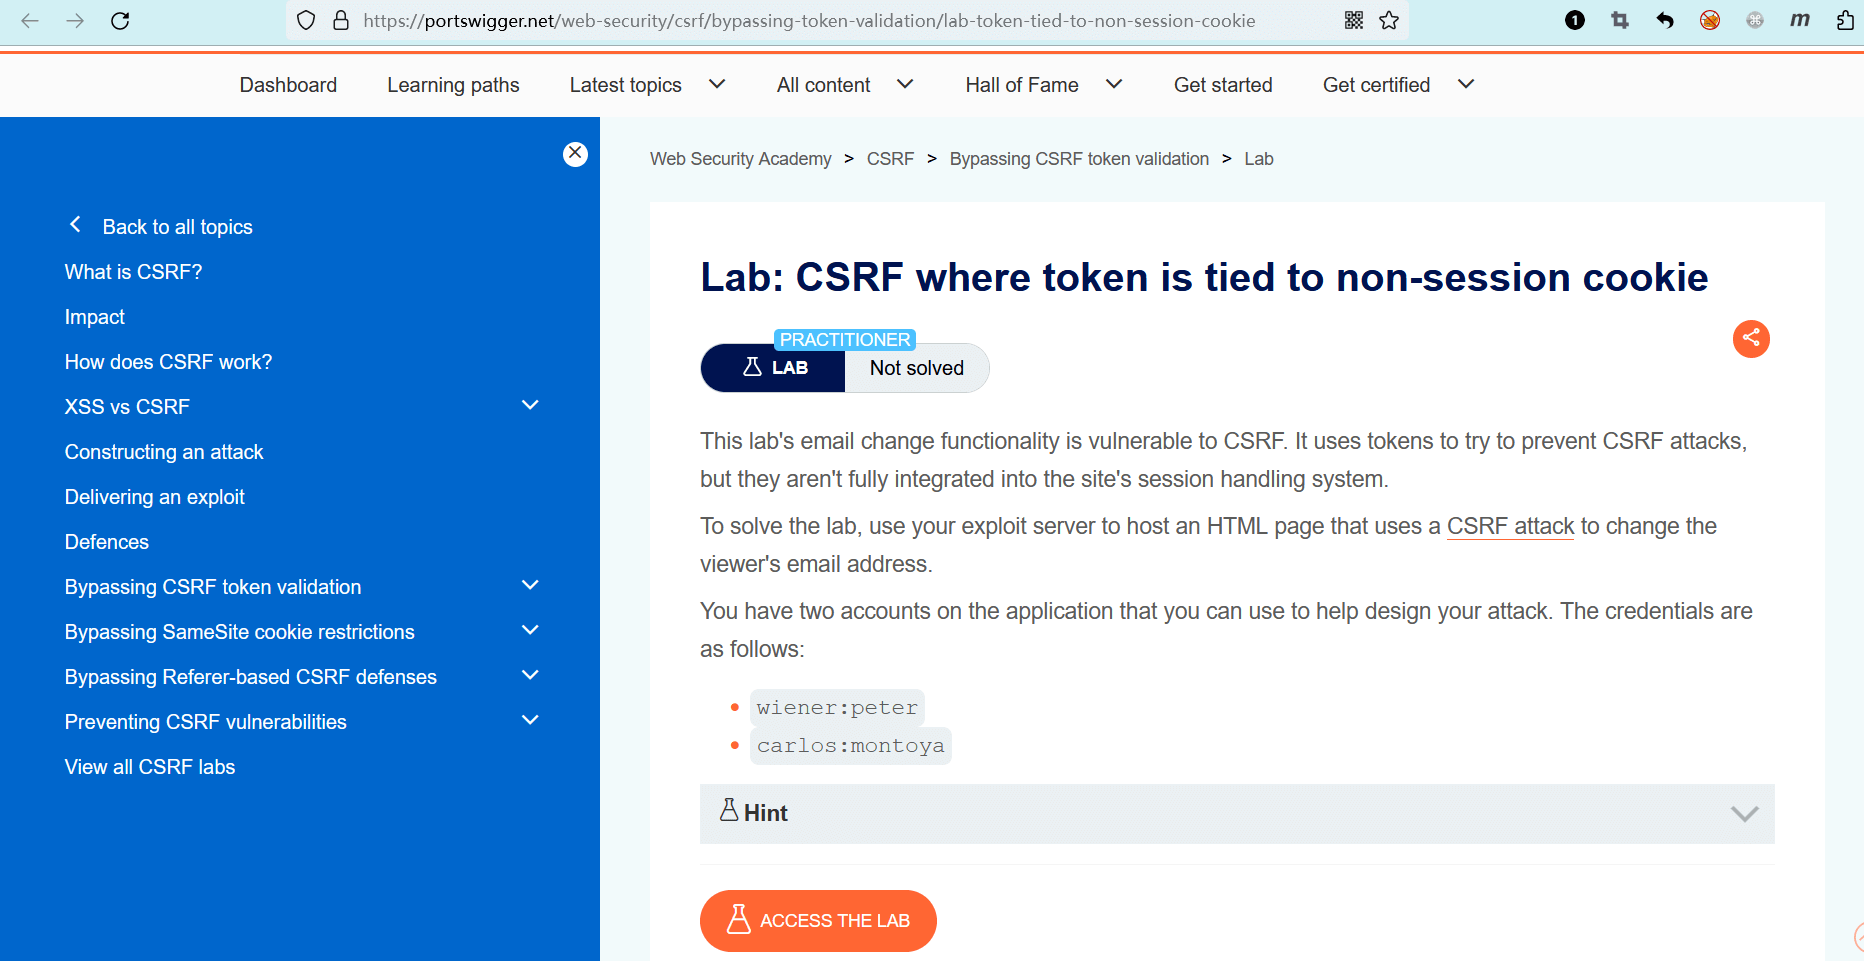 https://portswigger.net/web-security/csrf/bypassing-token-validation/lab-token-tied-to-non-session-cookie
1
m
Dashboard
Learning paths
Latest topics
All content
Hall of Fame
Get started
Get certified
Back to all topics
What is CSRF?
Impact
How does CSRF work?
XSS vs CSRF
Constructing an attack
Delivering an exploit
Defences
Bypassing CSRF token validation
Bypassing SameSite cookie restrictions
Bypassing Referer-based CSRF defenses
Preventing CSRF vulnerabilities
View all CSRF labs
Web Security Academy > CSRF > Bypassing CSRF token validation > Lab
Lab: CSRF where token is tied to non-session cookie
PRACTITIONER
LAB
Not solved
This lab's email change functionality is vulnerable to CSRF. It uses tokens to try to prevent CSRF attacks,
but they aren't fully integrated into the site's session handling system.
To solve the lab, use your exploit server to host an HTML page that uses a CSRF attack to change the
viewer's email address.
You have two accounts on the application that you can use to help design your attack. The credentials are
as follows:
wiener:peter
carlos:montoya
Hint
ACCESS THE LAB